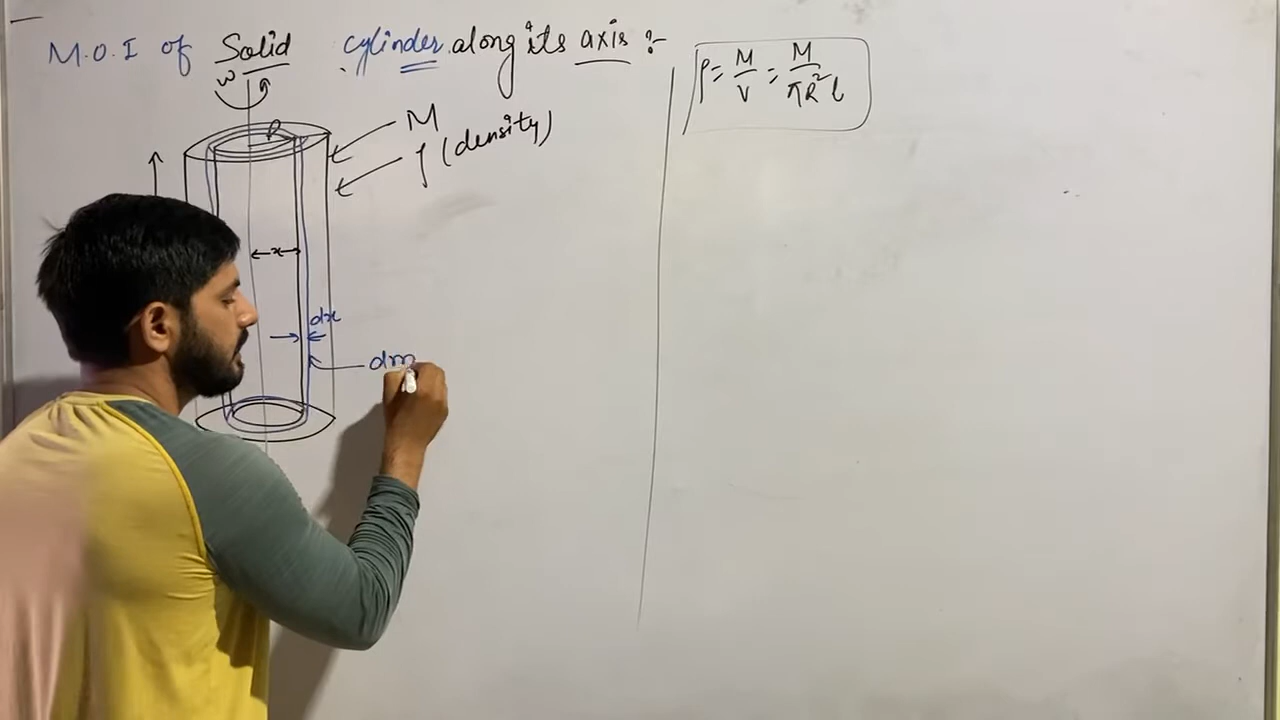 M.O.I of Solid cylinder along its axis :-
ω
R
M
ρ (density)
x
dx
dm
ρ = M/V = M/πR²l